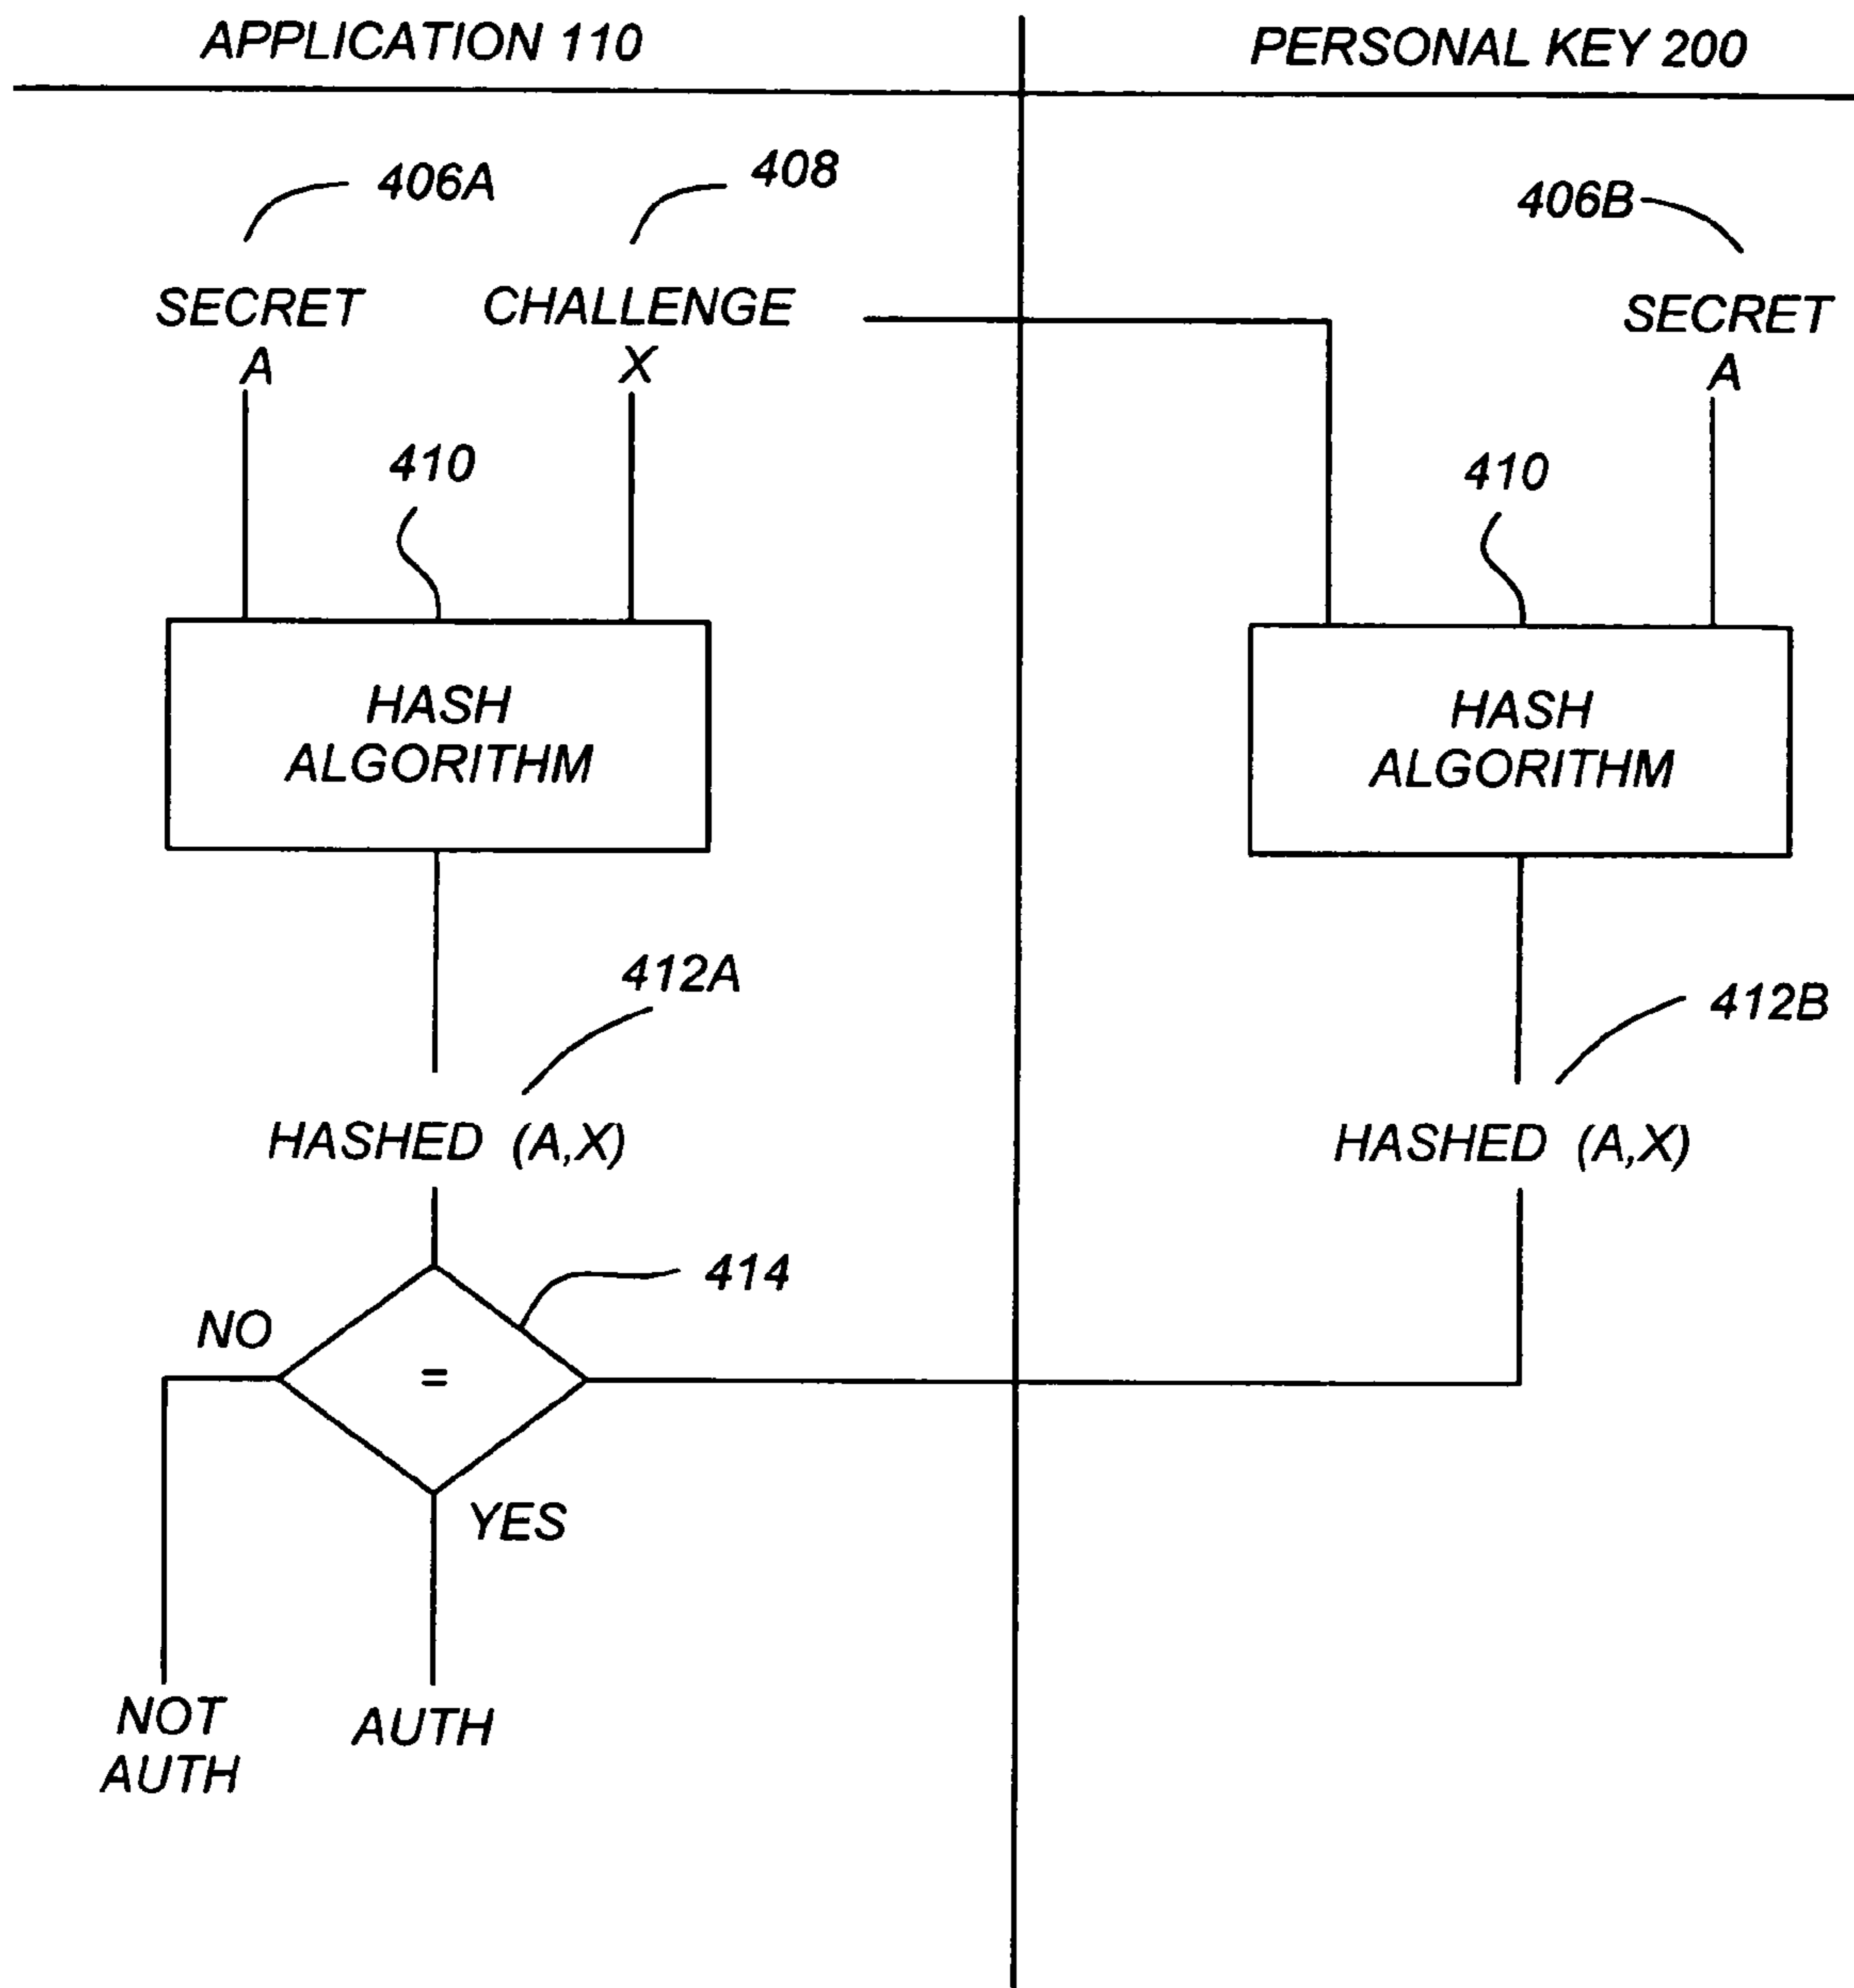 APPLICATION 110
PERSONAL KEY 200
406A
408
406B
SECRET
A
CHALLENGE
X
SECRET
A
410
410
HASH
ALGORITHM
HASH
ALGORITHM
412A
412B
HASHED (A,X)
HASHED (A,X)
414
NO
=
YES
NOT
AUTH
AUTH